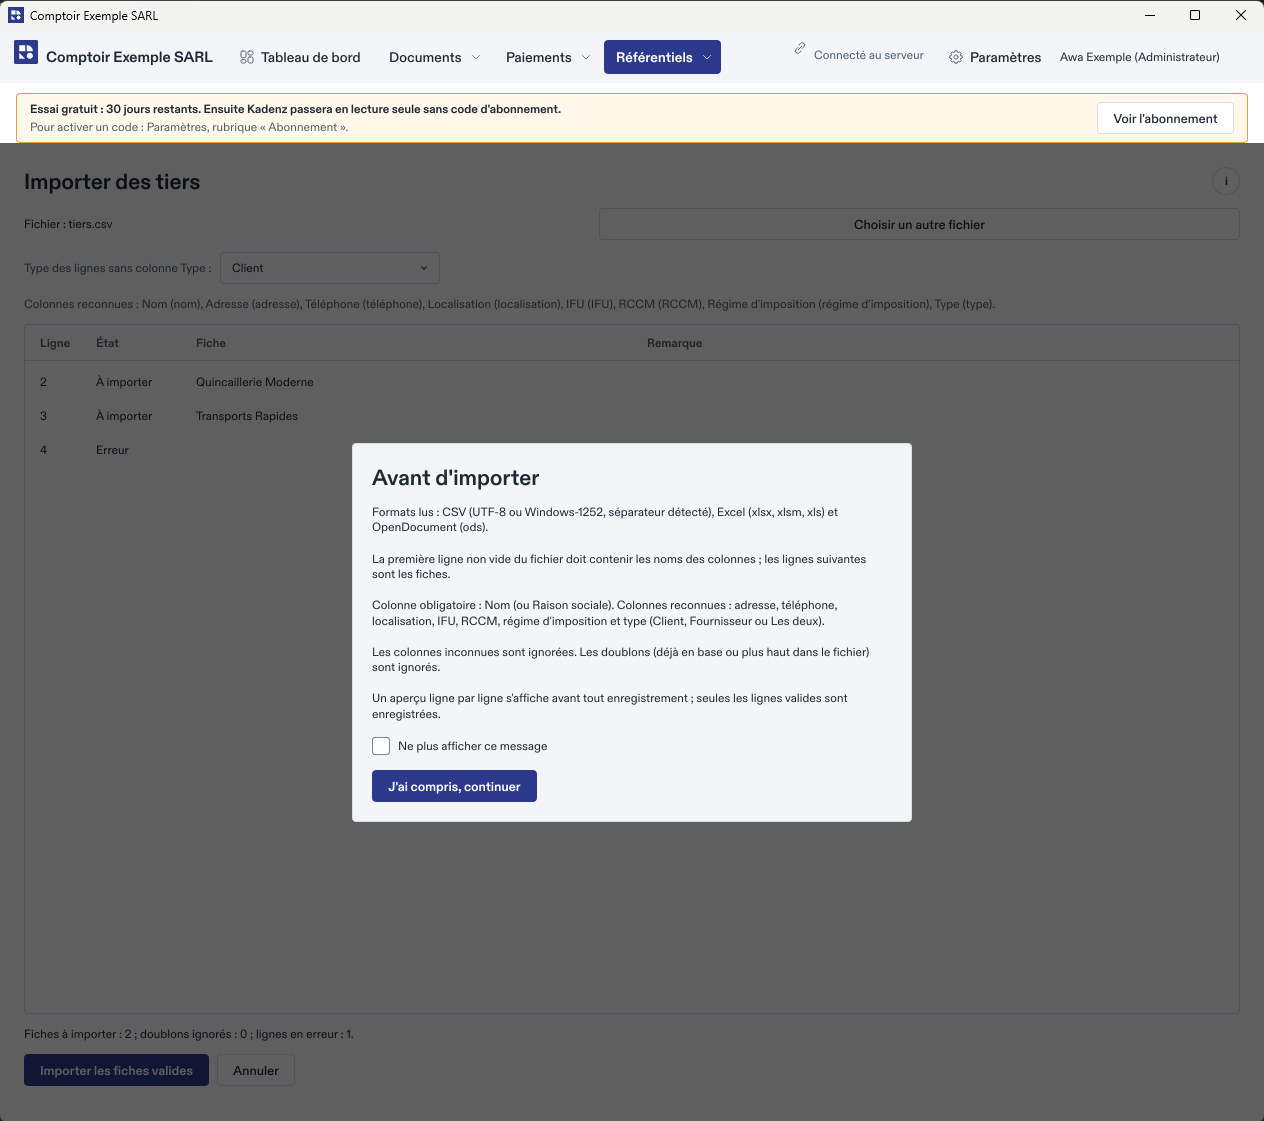 Comptoir Exemple SARL
Comptoir Exemple SARL
Tableau de bord
Documents
Paiements
Référentiels
Connecté au serveur
Paramètres
Awa Exemple (Administrateur)
Essai gratuit : 30 jours restants. Ensuite Kadenz passera en lecture seule sans code d'abonnement.
Pour activer un code : Paramètres, rubrique « Abonnement ».
Voir l'abonnement
Importer des tiers
i
Fichier : tiers.csv
Choisir un autre fichier
Type des lignes sans colonne Type :
Client
Colonnes reconnues : Nom (nom), Adresse (adresse), Téléphone (téléphone), Localisation (localisation), IFU (IFU), RCCM (RCCM), Régime d'imposition (régime d'imposition), Type (type).
Ligne État Fiche Remarque
2 À importer Quincaillerie Moderne
3 À importer Transports Rapides
4 Erreur
Avant d'importer
Formats lus : CSV (UTF-8 ou Windows-1252, séparateur détecté), Excel (xlsx, xlsm, xls) et
OpenDocument (ods).
La première ligne non vide du fichier doit contenir les noms des colonnes ; les lignes suivantes
sont les fiches.
Colonne obligatoire : Nom (ou Raison sociale). Colonnes reconnues : adresse, téléphone,
localisation, IFU, RCCM, régime d'imposition et type (Client, Fournisseur ou Les deux).
Les colonnes inconnues sont ignorées. Les doublons (déjà en base ou plus haut dans le fichier)
sont ignorés.
Un aperçu ligne par ligne s'affiche avant tout enregistrement ; seules les lignes valides sont
enregistrées.
Ne plus afficher ce message
J'ai compris, continuer
Fiches à importer : 2 ; doublons ignorés : 0 ; lignes en erreur : 1.
Importer les fiches valides
Annuler